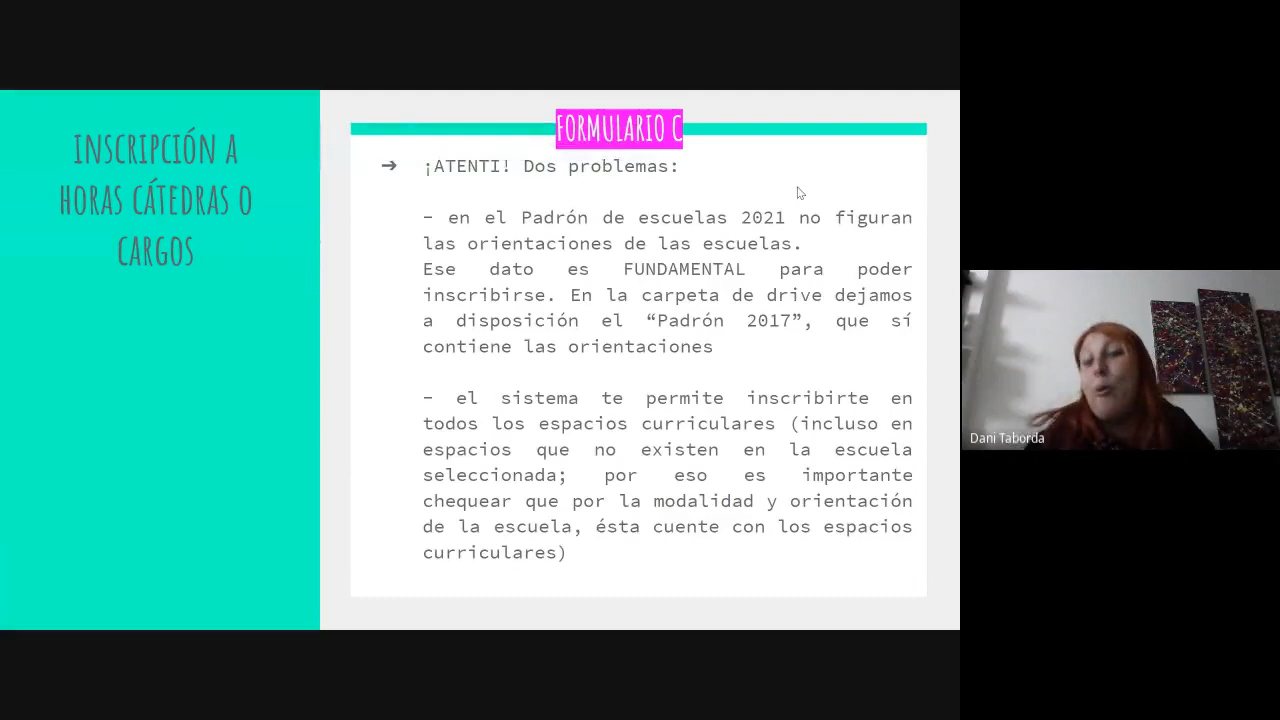 INSCRIPCIÓN A
HORAS CÁTEDRAS O
CARGOS
FORMULARIO C
➔ ¡ATENTI! Dos problemas:
- en el Padrón de escuelas 2021 no figuran
las orientaciones de las escuelas.
Ese dato es FUNDAMENTAL para poder
inscribirse. En la carpeta de drive dejamos
a disposición el “Padrón 2017”, que sí
contiene las orientaciones
- el sistema te permite inscribirte en
todos los espacios curriculares (incluso en
espacios que no existen en la escuela
seleccionada; por eso es importante
chequear que por la modalidad y orientación
de la escuela, ésta cuente con los espacios
curriculares)
Dani Taborda